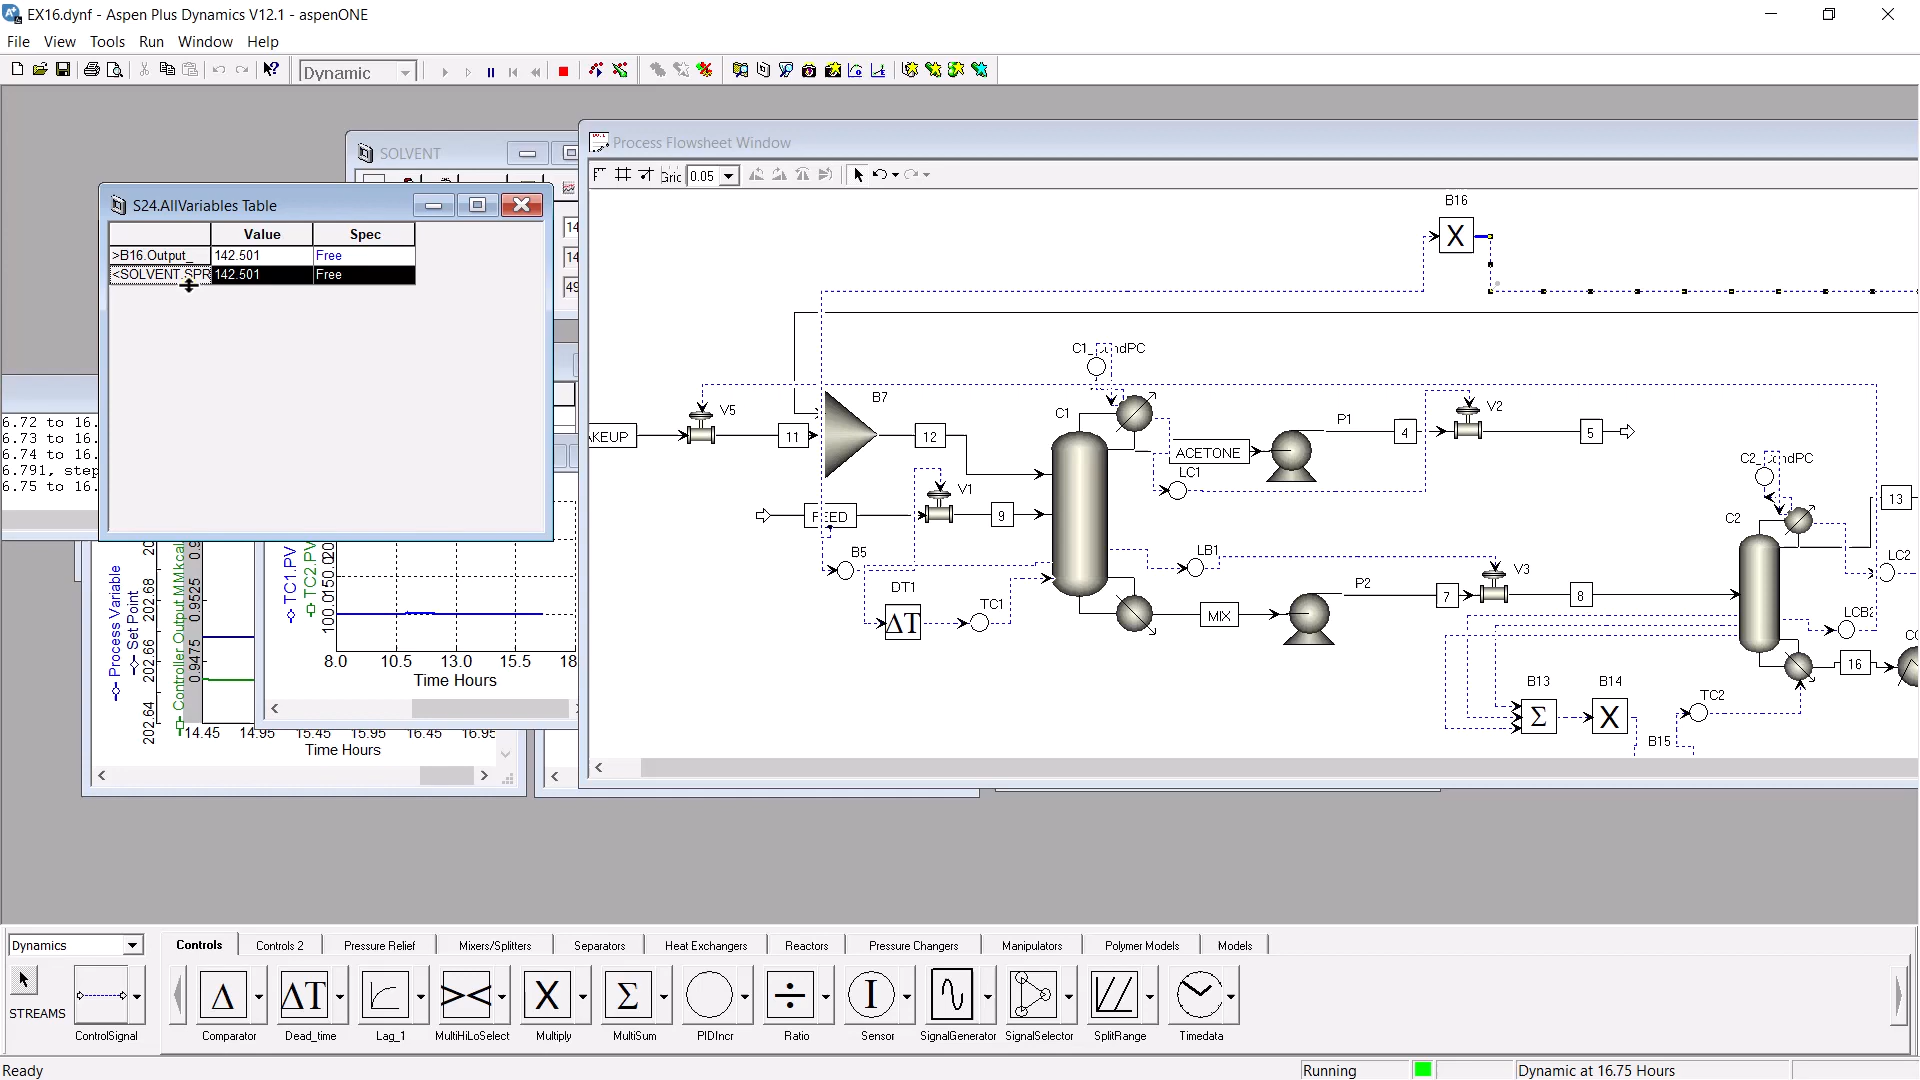 EX16.dynf - Aspen Plus Dynamics V12.1 - aspenONE
File View Tools Run Window Help
Dynamic
SOLVENT
Process Flowsheet Window
0.05
S24.AllVariables Table
Value Spec
>B16.Output_ 142.501 Free
<SOLVENT.SPR 142.501 Free
6.72 to 16.
6.73 to 16.
6.74 to 16.
6.791, step
6.75 to 16.
B16
C1
B7
V5
11
12
P1
4
V2
5
ACETONE
LC1
V1
FEED
9
B5
LB1
DT1
ΔT
TC1
MIX
P2
7
V3
8
C2
13
LC2
LCB2
16
B13
Σ
B14
X
B15
TC2
Process Variable
Set Point
202.68
202.66
202.64
0.9525
0.9475
14.45 14.95 15.45 15.95 16.45 16.95
Time Hours
TC1.PV
TC2.PV
150.0
100.0
8.0 10.5 13.0 15.5 18
Time Hours
Dynamics
Controls Controls 2 Pressure Relief Mixers/Splitters Separators Heat Exchangers Reactors Pressure Changers Manipulators Polymer Models Models
STREAMS
ControlSignal Comparator Dead_time Lag_1 MultiHiLoSelect Multiply MultiSum PIDIncr Ratio Sensor SignalGenerator SignalSelector SplitRange Timedata
Ready
Running
Dynamic at 16.75 Hours